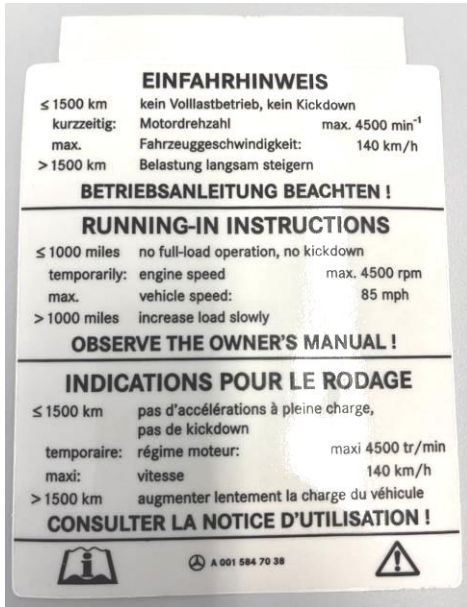 EINFAHRHINWEIS
≤ 1500 km kein Volllastbetrieb, kein Kickdown
kurzzeitig: Motordrehzahl max. 4500 min⁻¹
max. Fahrzeuggeschwindigkeit: 140 km/h
> 1500 km Belastung langsam steigern
BETRIEBSANLEITUNG BEACHTEN !
RUNNING-IN INSTRUCTIONS
≤ 1000 miles no full-load operation, no kickdown
temporarily: engine speed max. 4500 rpm
max. vehicle speed: 85 mph
> 1000 miles increase load slowly
OBSERVE THE OWNER'S MANUAL !
INDICATIONS POUR LE RODAGE
≤ 1500 km pas d'accélérations à pleine charge,
pas de kickdown
temporaire: régime moteur: maxi 4500 tr/min
maxi: vitesse 140 km/h
> 1500 km augmenter lentement la charge du véhicule
CONSULTER LA NOTICE D'UTILISATION !
A 001 584 70 38